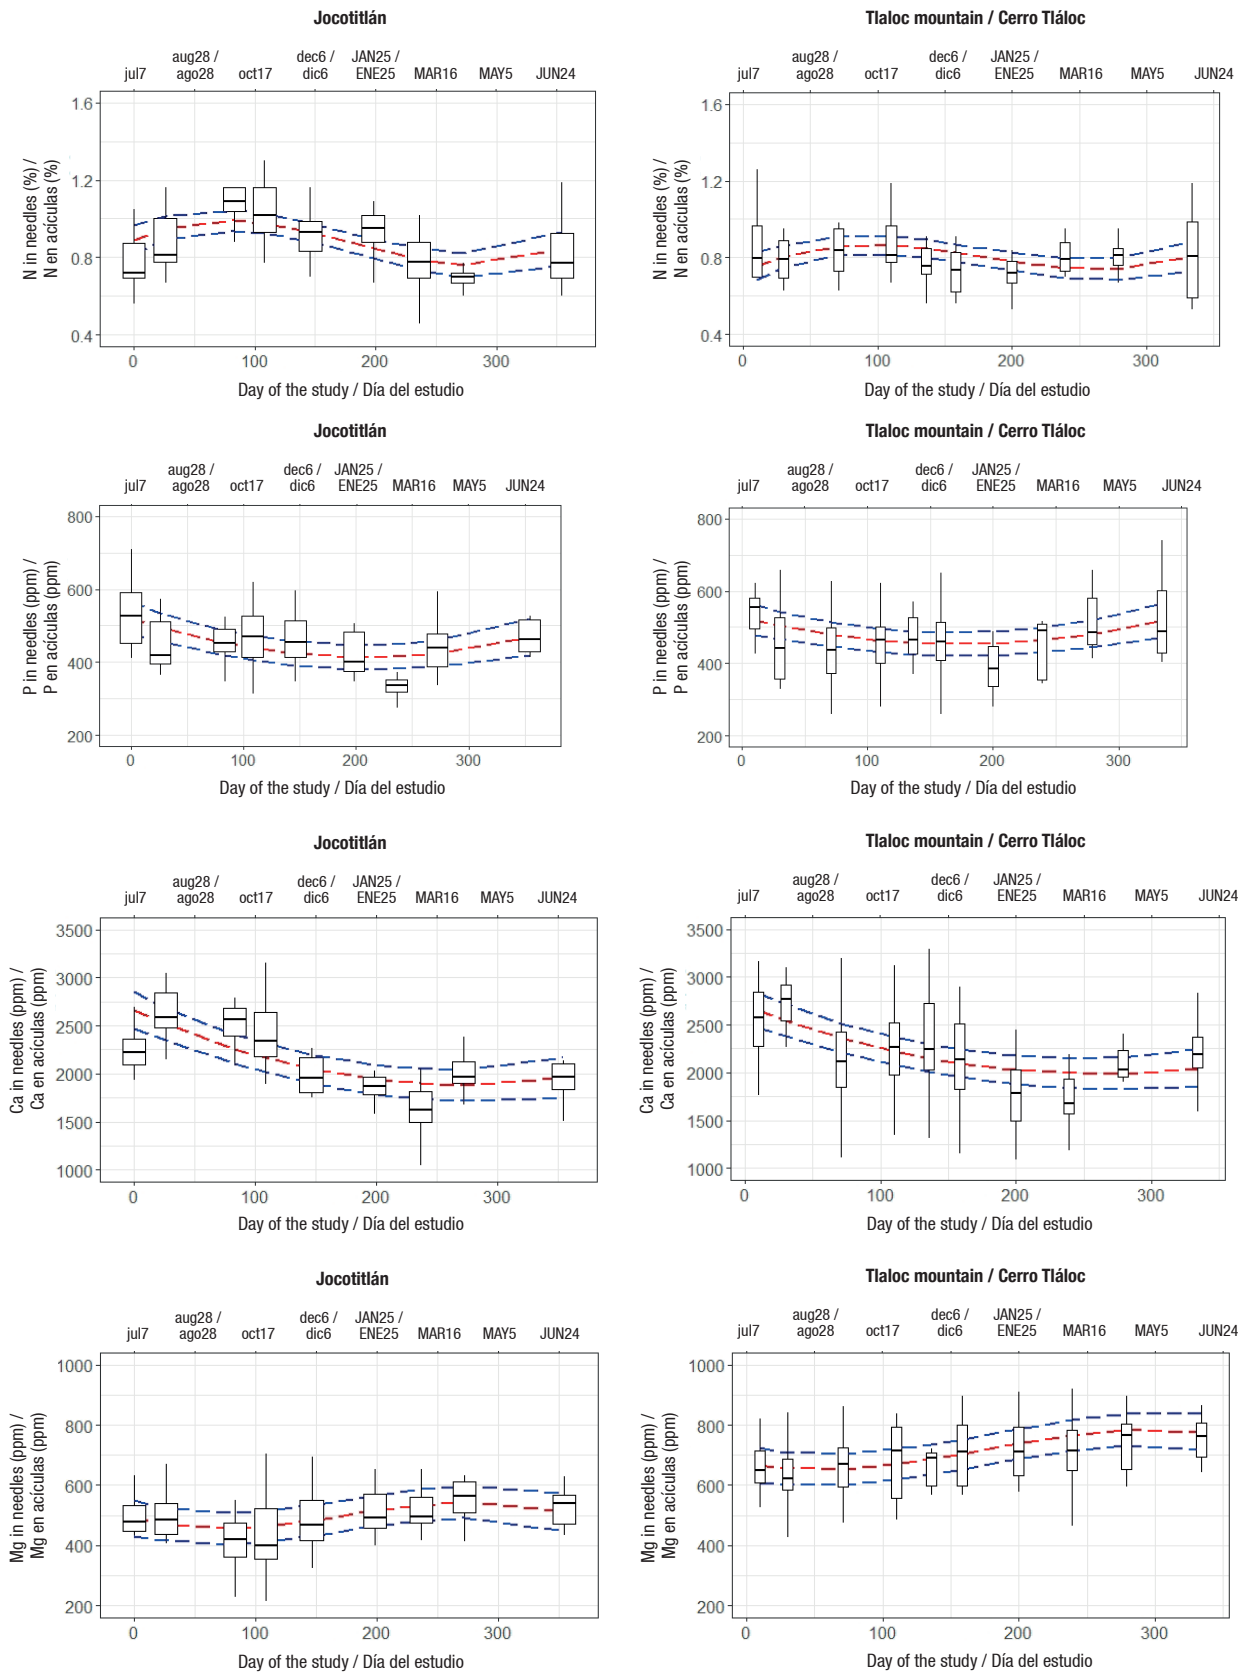 Jocotitlán
jul7 aug28 / oct17 dec6 / JAN25 / MAR16 MAY5 JUN24
ago28 dic6 ENE25
N in needles (%) /
N en acículas (%)
1.6
1.2
0.8
0.4
0 100 200 300
Day of the study / Día del estudio
Tlaloc mountain / Cerro Tláloc
jul7 aug28 / oct17 dec6 / JAN25 / MAR16 MAY5 JUN24
ago28 dic6 ENE25
N in needles (%) /
N en acículas (%)
1.6
1.2
0.8
0.4
0 100 200 300
Day of the study / Día del estudio
Jocotitlán
jul7 aug28 / oct17 dec6 / JAN25 / MAR16 MAY5 JUN24
ago28 dic6 ENE25
P in needles (ppm) /
P en acículas (ppm)
800
600
400
200
0 100 200 300
Day of the study / Día del estudio
Tlaloc mountain / Cerro Tláloc
jul7 aug28 / oct17 dec6 / JAN25 / MAR16 MAY5 JUN24
ago28 dic6 ENE25
P in needles (ppm) /
P en acículas (ppm)
800
600
400
200
0 100 200 300
Day of the study / Día del estudio
Jocotitlán
jul7 aug28 / oct17 dec6 / JAN25 / MAR16 MAY5 JUN24
ago28 dic6 ENE25
Ca in needles (ppm) /
Ca en acículas (ppm)
3500
3000
2500
2000
1500
1000
0 100 200 300
Day of the study / Día del estudio
Tlaloc mountain / Cerro Tláloc
jul7 aug28 / oct17 dec6 / JAN25 / MAR16 MAY5 JUN24
ago28 dic6 ENE25
Ca in needles (ppm) /
Ca en acículas (ppm)
3500
3000
2500
2000
1500
1000
0 100 200 300
Day of the study / Día del estudio
Jocotitlán
jul7 aug28 / oct17 dec6 / JAN25 / MAR16 MAY5 JUN24
ago28 dic6 ENE25
Mg in needles (ppm) /
Mg en acículas (ppm)
1000
800
600
400
200
0 100 200 300
Day of the study / Día del estudio
Tlaloc mountain / Cerro Tláloc
jul7 aug28 / oct17 dec6 / JAN25 / MAR16 MAY5 JUN24
ago28 dic6 ENE25
Mg in needles (ppm) /
Mg en acículas (ppm)
1000
800
600
400
200
0 100 200 300
Day of the study / Día del estudio